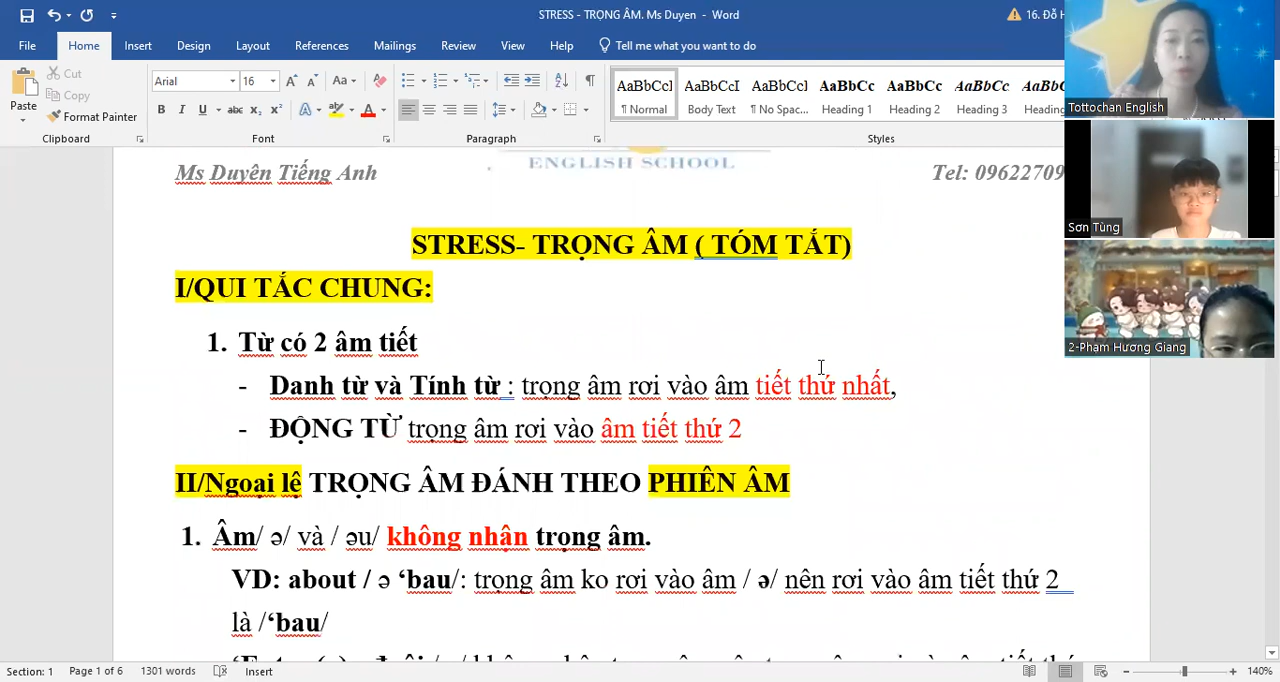 STRESS - TRỌNG ÂM. Ms Duyen - Word
16. Đỗ H
File Home Insert Design Layout References Mailings Review View Help Tell me what you want to do
Cut
Copy
Format Painter
Paste
Clipboard
Arial 16
Font
Paragraph
AaBbCcI AaBbCcI AaBbCcI AaBbCc AaBbCc AaBbCc AaBbCc
¶ Normal Body Text ¶ No Spac... Heading 1 Heading 2 Heading 3 Headin
Styles
Tottochan English
Sơn Tùng
2-Phạm Hương Giang
ENGLISH SCHOOL
Ms Duyên Tiếng Anh Tel: 09622709
STRESS- TRỌNG ÂM ( TÓM TẮT)
I/QUI TẮC CHUNG:
1. Từ có 2 âm tiết
- Danh từ và Tính từ : trọng âm rơi vào âm tiết thứ nhất,
- ĐỘNG TỪ trọng âm rơi vào âm tiết thứ 2
II/Ngoại lệ TRỌNG ÂM ĐÁNH THEO PHIÊN ÂM
1. Âm/ ə/ và / əu/ không nhận trọng âm.
VD: about / ə ‘bau/: trọng âm ko rơi vào âm / ə/ nên rơi vào âm tiết thứ 2
là /‘bau/
Section: 1 Page 1 of 6 1301 words Insert 140%